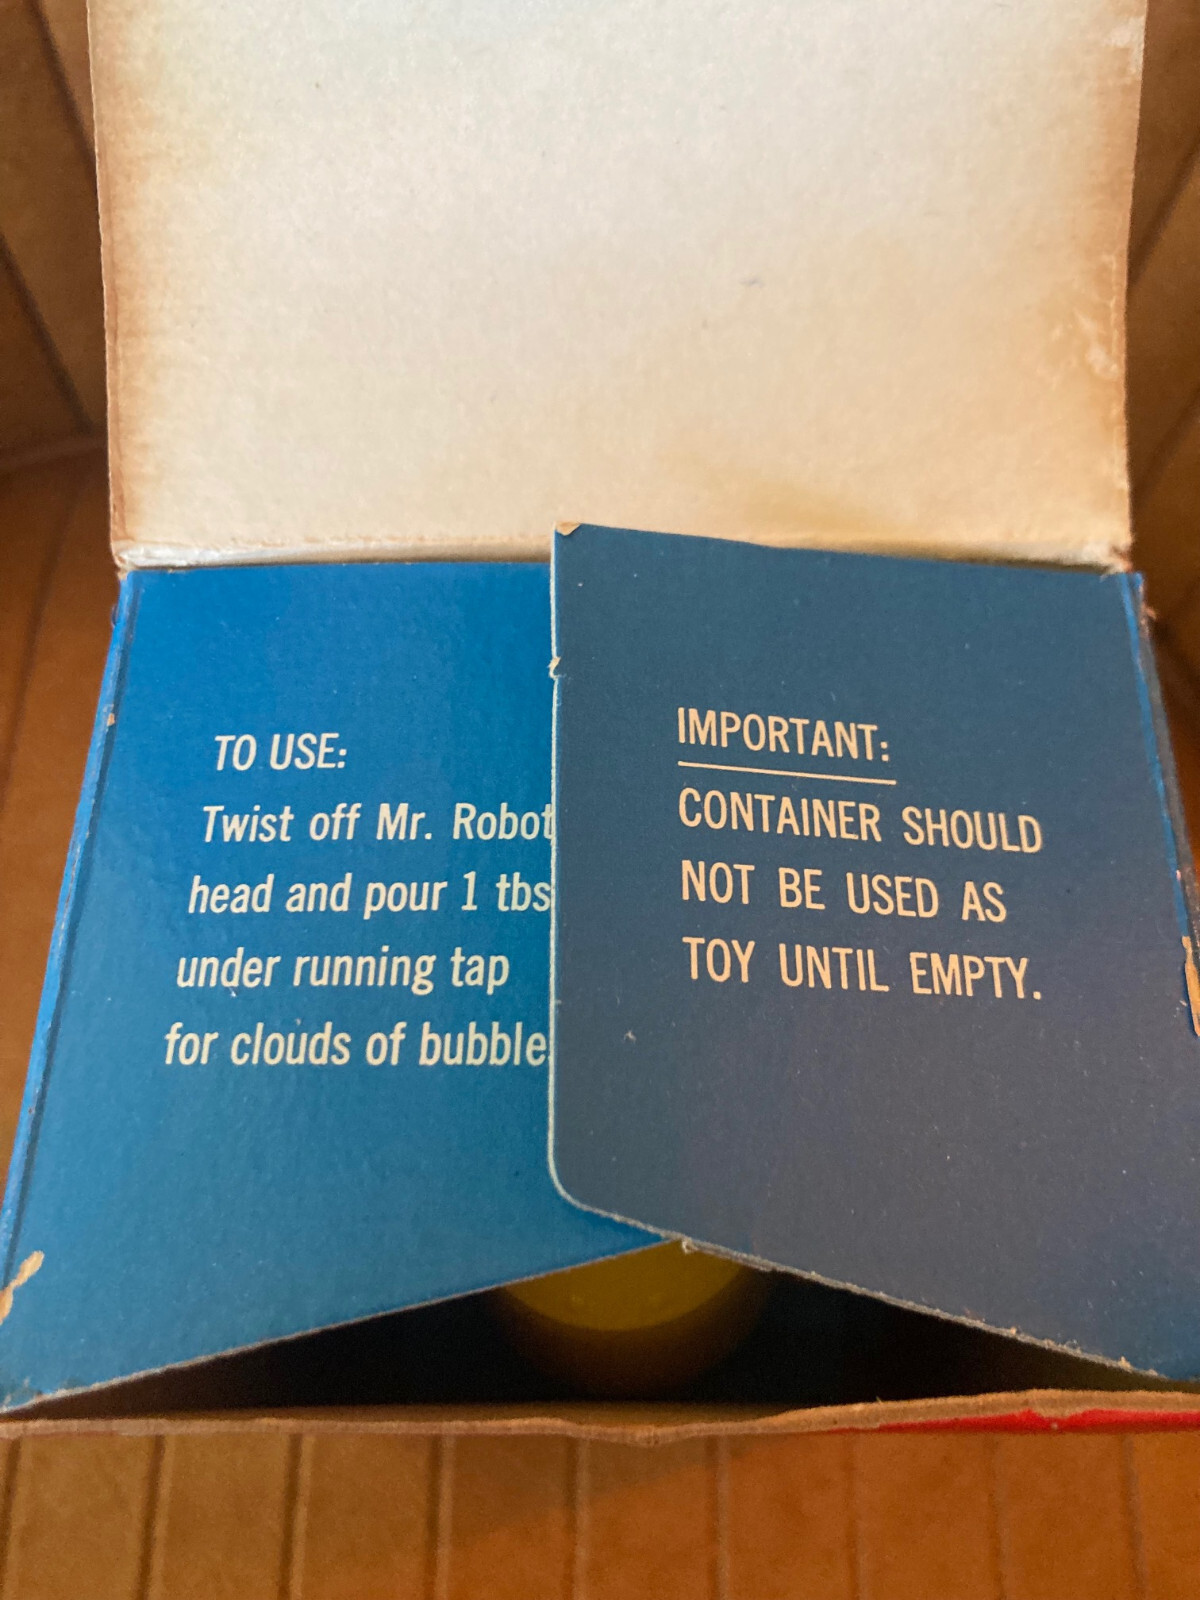 TO USE:
Twist off Mr. Robot
head and pour 1 tbs
under running tap
for clouds of bubble
IMPORTANT:
CONTAINER SHOULD
NOT BE USED AS
TOY UNTIL EMPTY.